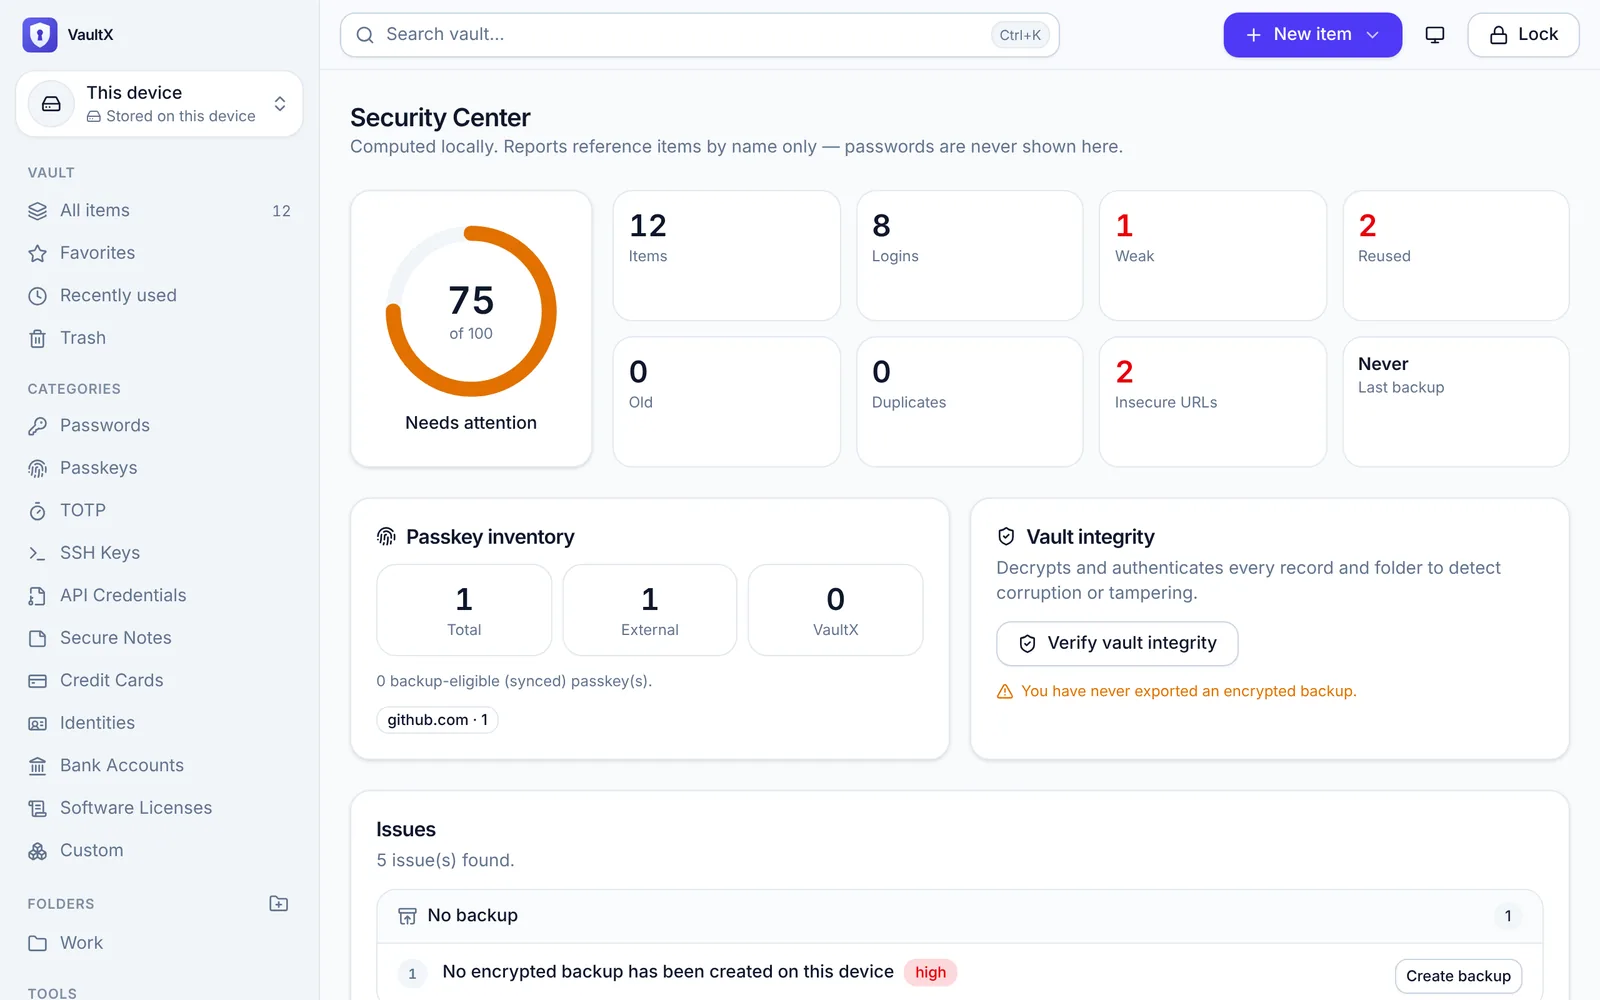 VaultX
This device
Stored on this device
VAULT
All items 12
Favorites
Recently used
Trash
CATEGORIES
Passwords
Passkeys
TOTP
SSH Keys
API Credentials
Secure Notes
Credit Cards
Identities
Bank Accounts
Software Licenses
Custom
FOLDERS
Work
TOOLS
Search vault... Ctrl+K
New item
Lock
Security Center
Computed locally. Reports reference items by name only — passwords are never shown here.
75
of 100
Needs attention
12
Items
8
Logins
1
Weak
2
Reused
0
Old
0
Duplicates
2
Insecure URLs
Never
Last backup
Passkey inventory
1
Total
1
External
0
VaultX
0 backup-eligible (synced) passkey(s).
github.com · 1
Vault integrity
Decrypts and authenticates every record and folder to detect
corruption or tampering.
Verify vault integrity
You have never exported an encrypted backup.
Issues
5 issue(s) found.
No backup 1
1 No encrypted backup has been created on this device high Create backup